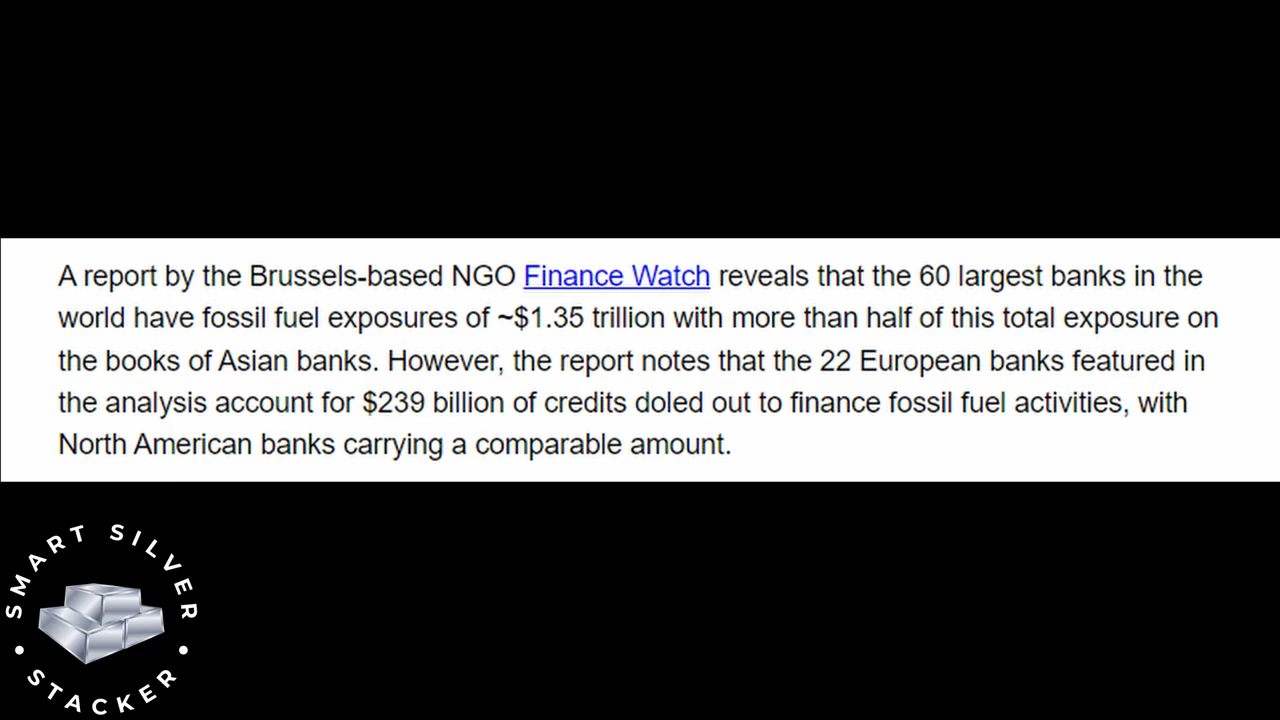 A report by the Brussels-based NGO Finance Watch reveals that the 60 largest banks in the
world have fossil fuel exposures of ~$1.35 trillion with more than half of this total exposure on
the books of Asian banks. However, the report notes that the 22 European banks featured in
the analysis account for $239 billion of credits doled out to finance fossil fuel activities, with
North American banks carrying a comparable amount.
SMART SILVER
• STACKER •